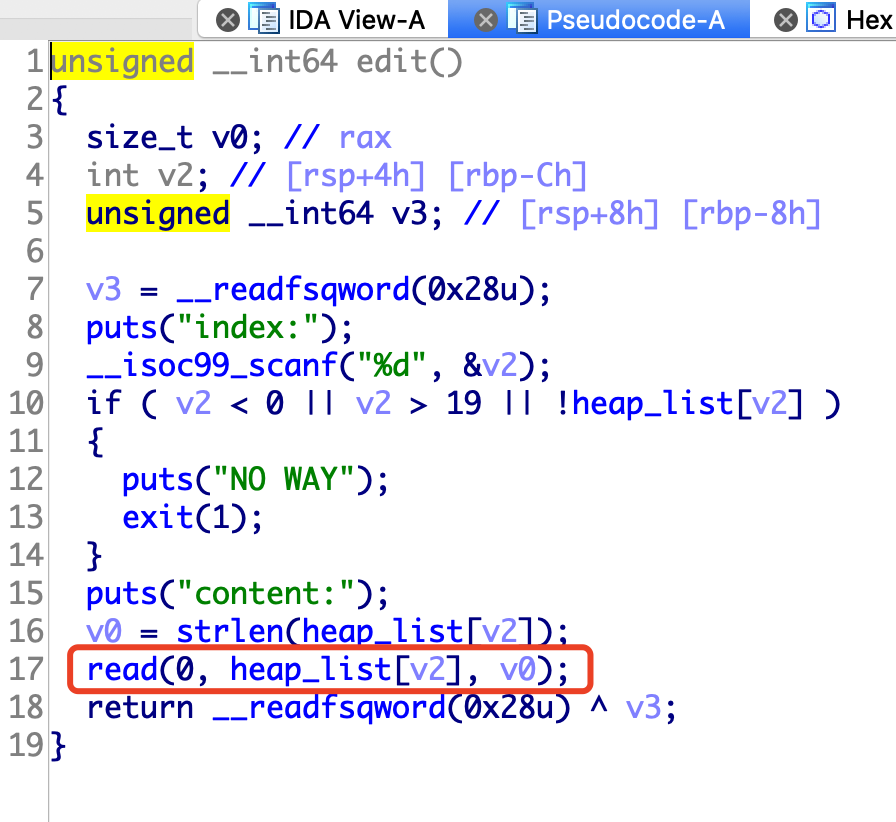 IDA View-A Pseudocode-A Hex
1 unsigned __int64 edit()
2 {
3 size_t v0; // rax
4 int v2; // [rsp+4h] [rbp-Ch]
5 unsigned __int64 v3; // [rsp+8h] [rbp-8h]
6
7 v3 = __readfsqword(0x28u);
8 puts("index:");
9 __isoc99_scanf("%d", &v2);
10 if ( v2 < 0 || v2 > 19 || !heap_list[v2] )
11 {
12 puts("NO WAY");
13 exit(1);
14 }
15 puts("content:");
16 v0 = strlen(heap_list[v2]);
17 read(0, heap_list[v2], v0);
18 return __readfsqword(0x28u) ^ v3;
19 }